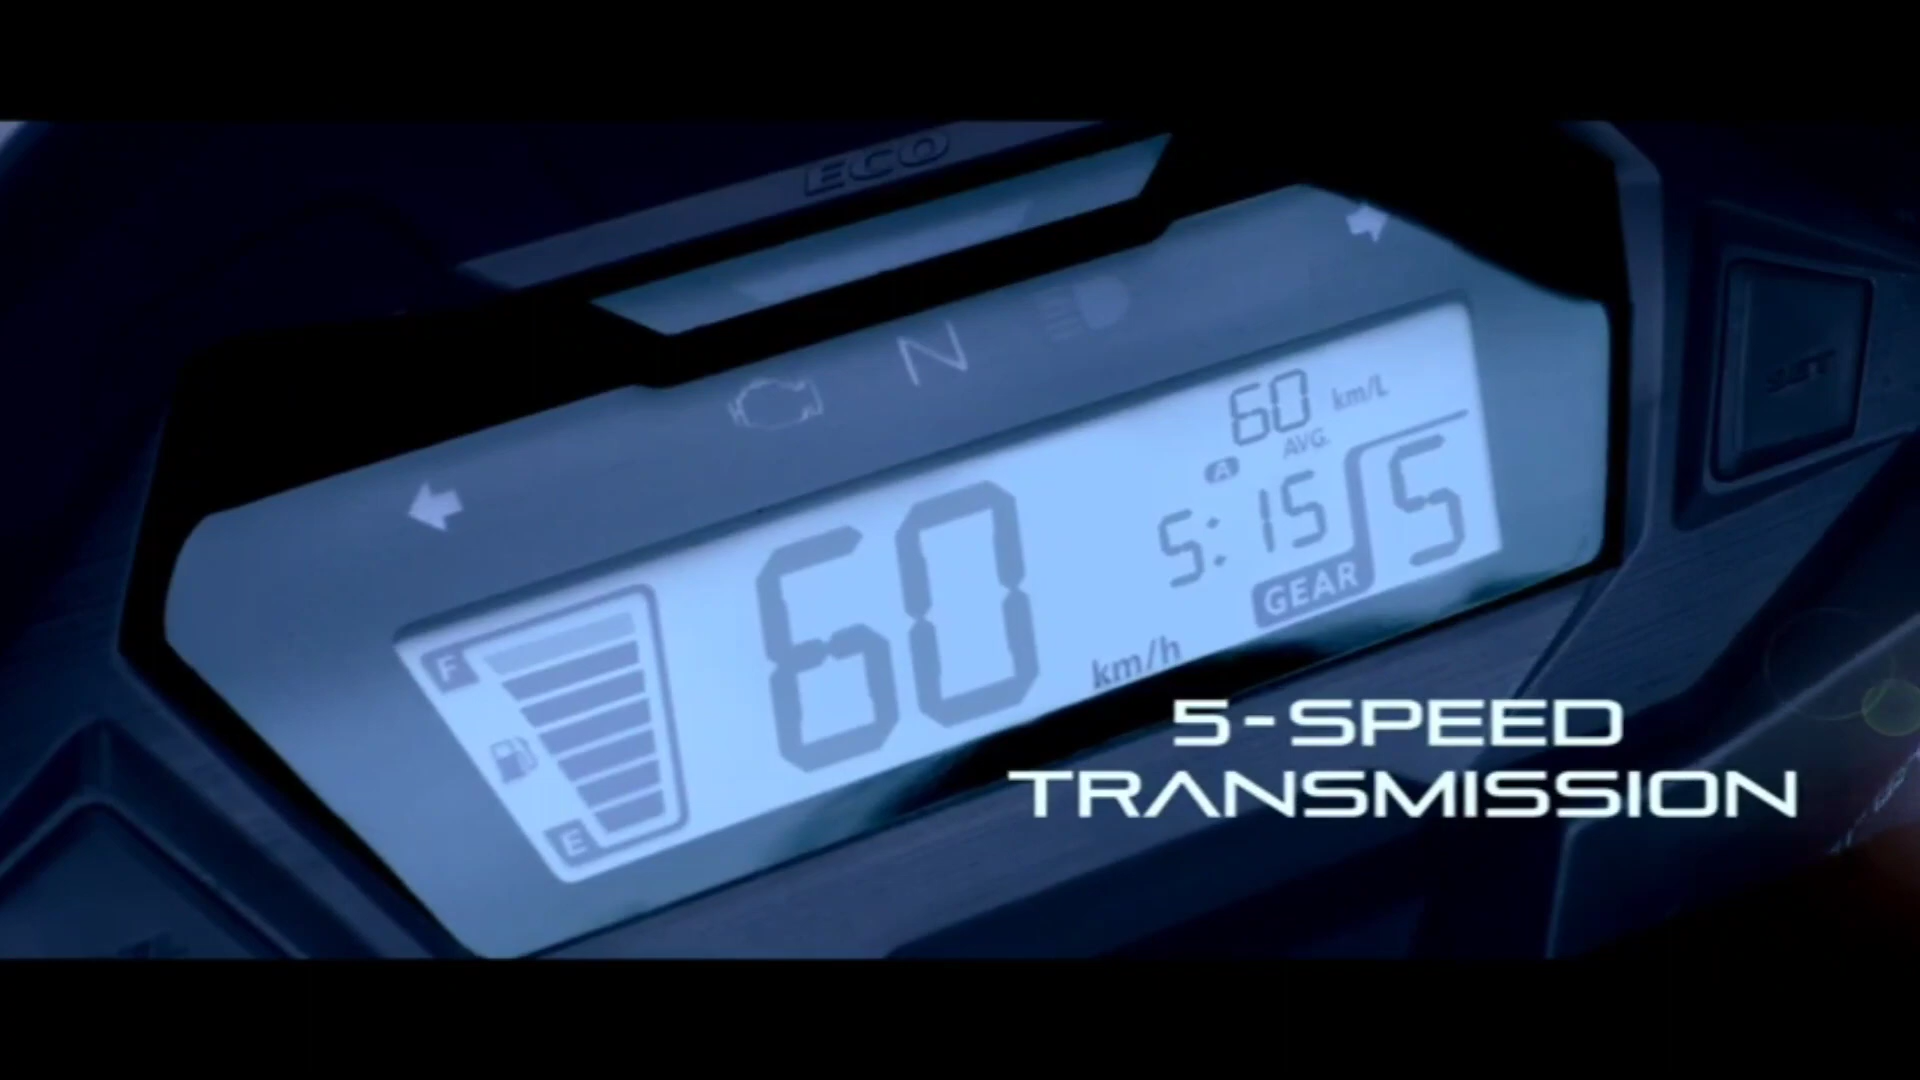 ECO
N
60 km/L
AVG.
A
5:15
5
GEAR
F
60
km/h
E
5-SPEED
TRANSMISSION